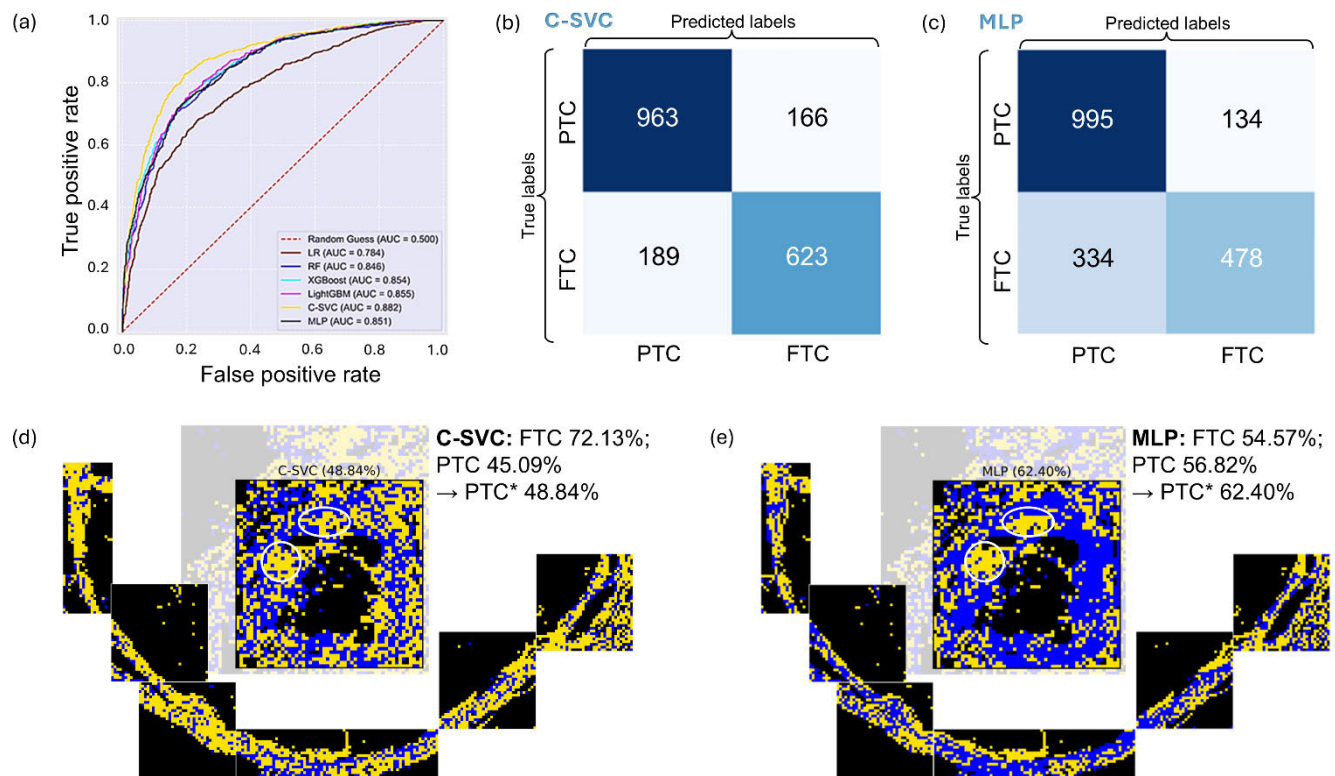 (a)
True positive rate
1.0
0.8
0.6
0.4
0.2
0.0
0.0 0.2 0.4 0.6 0.8 1.0
False positive rate
Random Guess (AUC = 0.500)
LR (AUC = 0.784)
RF (AUC = 0.846)
XGBoost (AUC = 0.854)
LightGBM (AUC = 0.855)
C-SVC (AUC = 0.882)
MLP (AUC = 0.851)
(b)
C-SVC
Predicted labels
True labels
PTC
963 166
FTC
189 623
PTC FTC
(c)
MLP
Predicted labels
True labels
PTC
995 134
FTC
334 478
PTC FTC
(d)
C-SVC (48.84%)
C-SVC: FTC 72.13%;
PTC 45.09%
→ PTC* 48.84%
(e)
MLP (62.40%)
MLP: FTC 54.57%;
PTC 56.82%
→ PTC* 62.40%